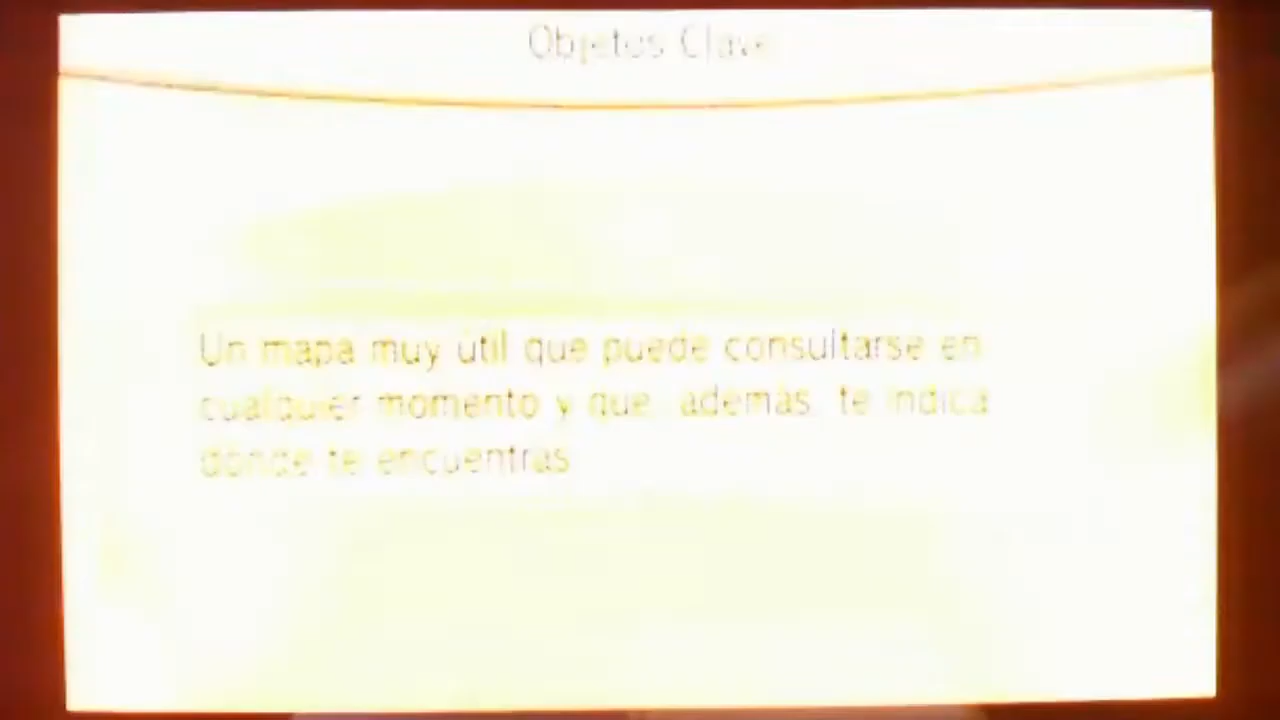 Objetos Clave
Un mapa muy útil que puede consultarse en
cualquier momento y que, además, te indica
dónde te encuentras.